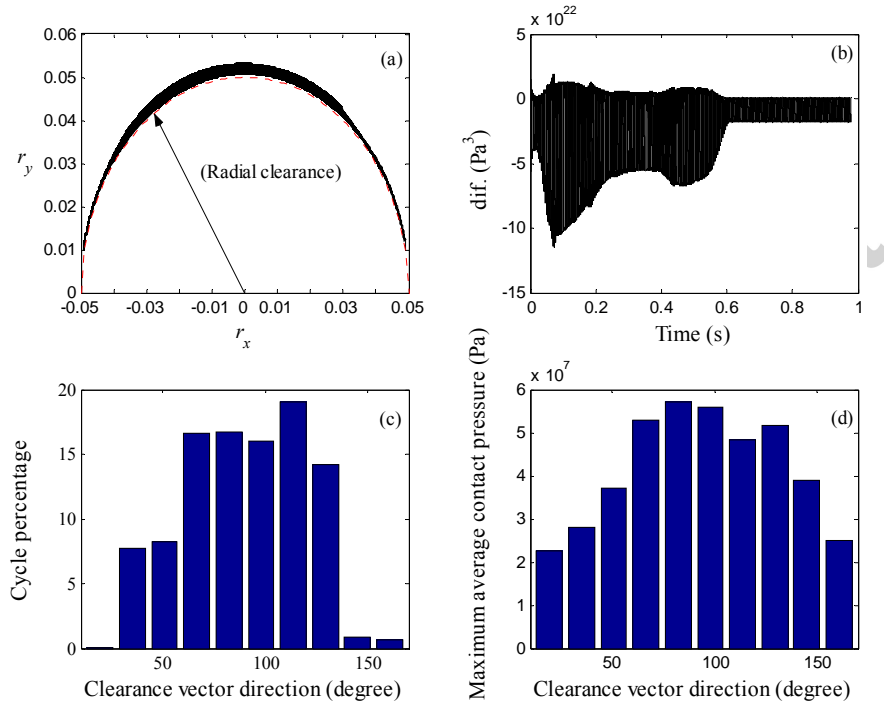 (a)
0.06
0.05
0.04
0.03
0.02
0.01
0
r_y
(Radial clearance)
-0.05 -0.03 -0.01 0 0.01 0.03 0.05
r_x
x 10^22
(b)
5
0
-5
-10
-15
dif. (Pa^3)
0 0.2 0.4 0.6 0.8 1
Time (s)
(c)
20
15
10
5
0
Cycle percentage
50 100 150
Clearance vector direction (degree)
x 10^7
(d)
6
5
4
3
2
1
0
Maximum average contact pressure (Pa)
50 100 150
Clearance vector direction (degree)